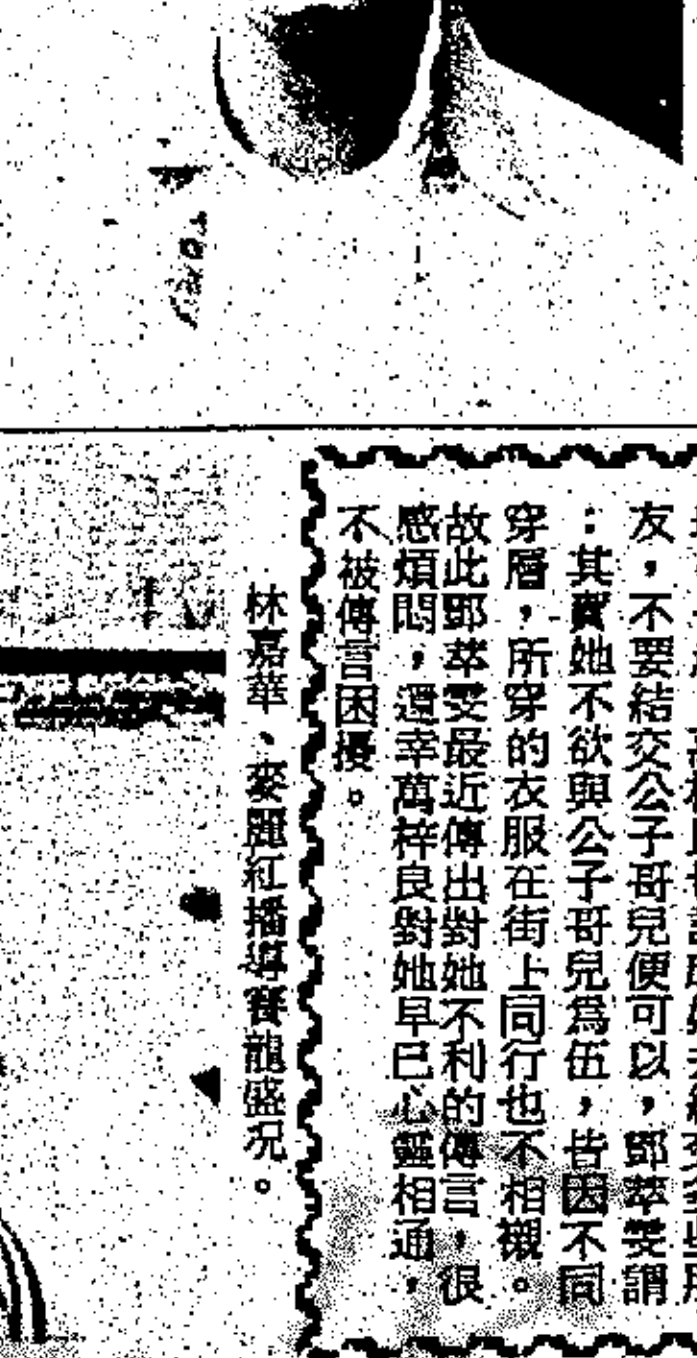 友，不要結交公子哥兒便可以，鄧萃雯謂
：其實她不欲與公子哥兒爲伍，皆因不同
穿層，所穿的衣服在街上同行也不相襯。
故此鄧萃雯最近傳出對她不利的傳言，很
感煩悶，還幸萬梓良對她早已心靈相通，
不被傳言困擾。
林嘉華、麥麗紅播導賽龍盛况。